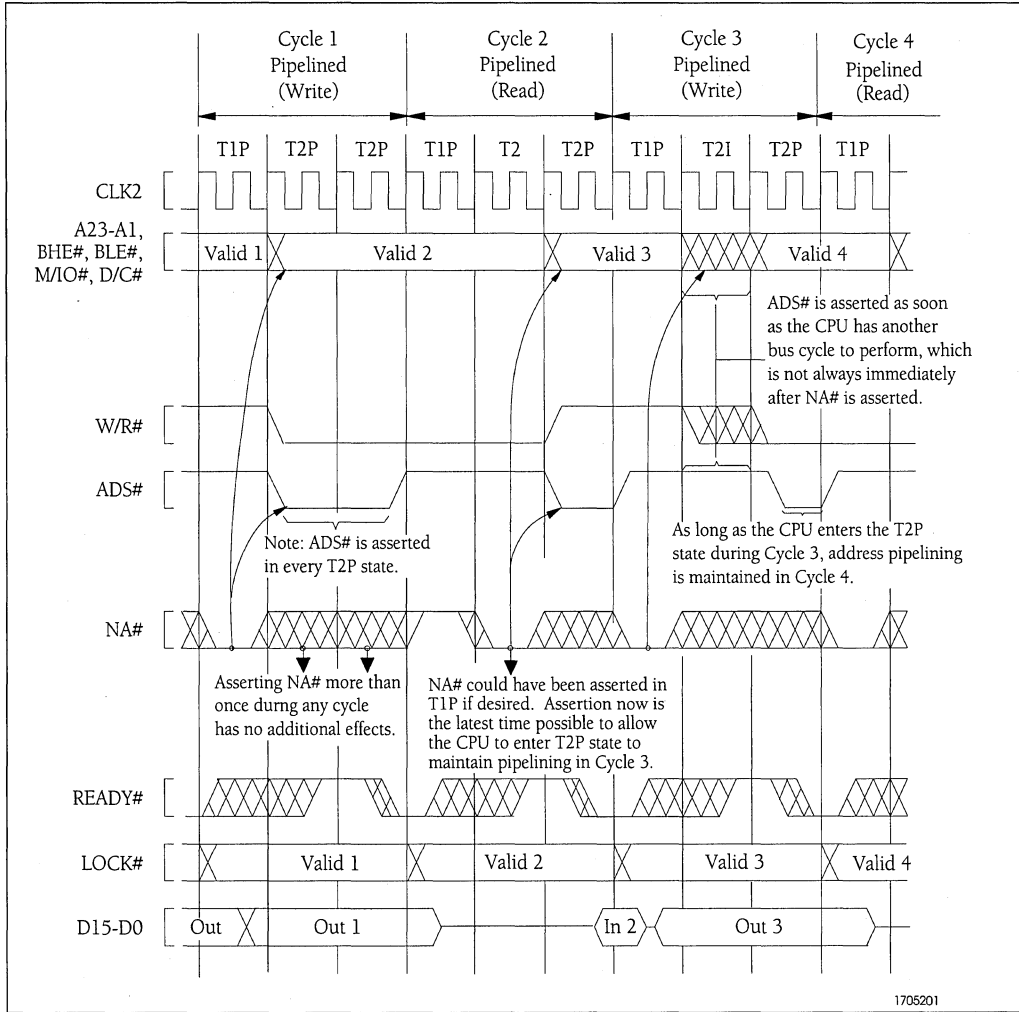 Cycle 1
Pipelined
(Write)
Cycle 2
Pipelined
(Read)
Cycle 3
Pipelined
(Write)
Cycle 4
Pipelined
(Read)
T1P T2P T2P T1P T2 T2P T1P T2I T2P T1P
CLK2
A23-A1,
BHE#, BLE#,
M/IO#, D/C#
Valid 1 Valid 2 Valid 3 Valid 4
ADS# is asserted as soon
as the CPU has another
bus cycle to perform, which
is not always immediately
after NA# is asserted.
W/R#
ADS#
Note: ADS# is asserted
in every T2P state.
As long as the CPU enters the T2P
state during Cycle 3, address pipelining
is maintained in Cycle 4.
NA#
Asserting NA# more than
once durng any cycle
has no additional effects.
NA# could have been asserted in
T1P if desired. Assertion now is
the latest time possible to allow
the CPU to enter T2P state to
maintain pipelining in Cycle 3.
READY#
LOCK# Valid 1 Valid 2 Valid 3 Valid 4
D15-D0 Out Out 1 In 2 Out 3
1705201